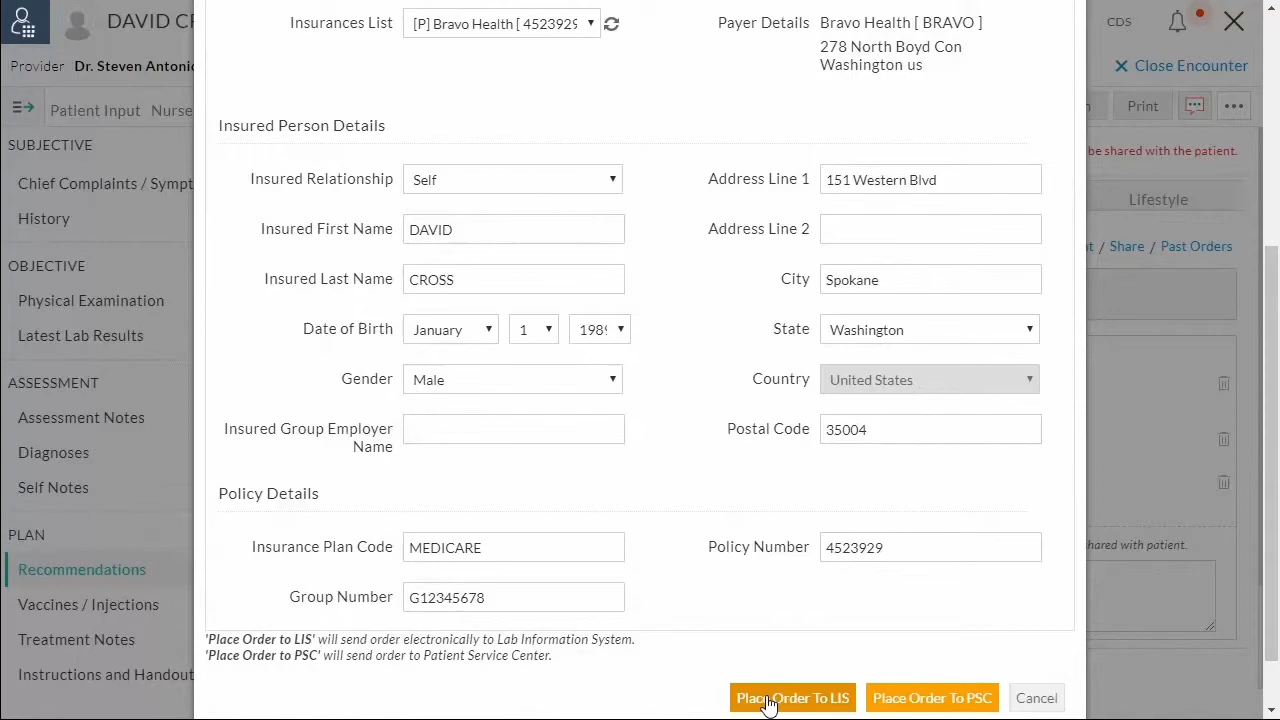 DAVID CR
CDS
Provider Dr. Steven Antonio
Close Encounter
Patient Input Nurse
Print
be shared with the patient.
Lifestyle
Share / Past Orders
SUBJECTIVE
Chief Complaints / Sympt
History
OBJECTIVE
Physical Examination
Latest Lab Results
ASSESSMENT
Assessment Notes
Diagnoses
Self Notes
PLAN
Recommendations
Vaccines / Injections
Treatment Notes
Instructions and Handout
Insurances List [P] Bravo Health [ 4523929
Payer Details Bravo Health [ BRAVO ]
278 North Boyd Con
Washington us
Insured Person Details
Insured Relationship Self
Address Line 1 151 Western Blvd
Insured First Name DAVID
Address Line 2
Insured Last Name CROSS
City Spokane
Date of Birth January 1 1989
State Washington
Gender Male
Country United States
Insured Group Employer
Name
Postal Code 35004
Policy Details
Insurance Plan Code MEDICARE
Policy Number 4523929
Group Number G12345678
'Place Order to LIS' will send order electronically to Lab Information System.
'Place Order to PSC' will send order to Patient Service Center.
Place Order To LIS
Place Order To PSC
Cancel
hared with patient.